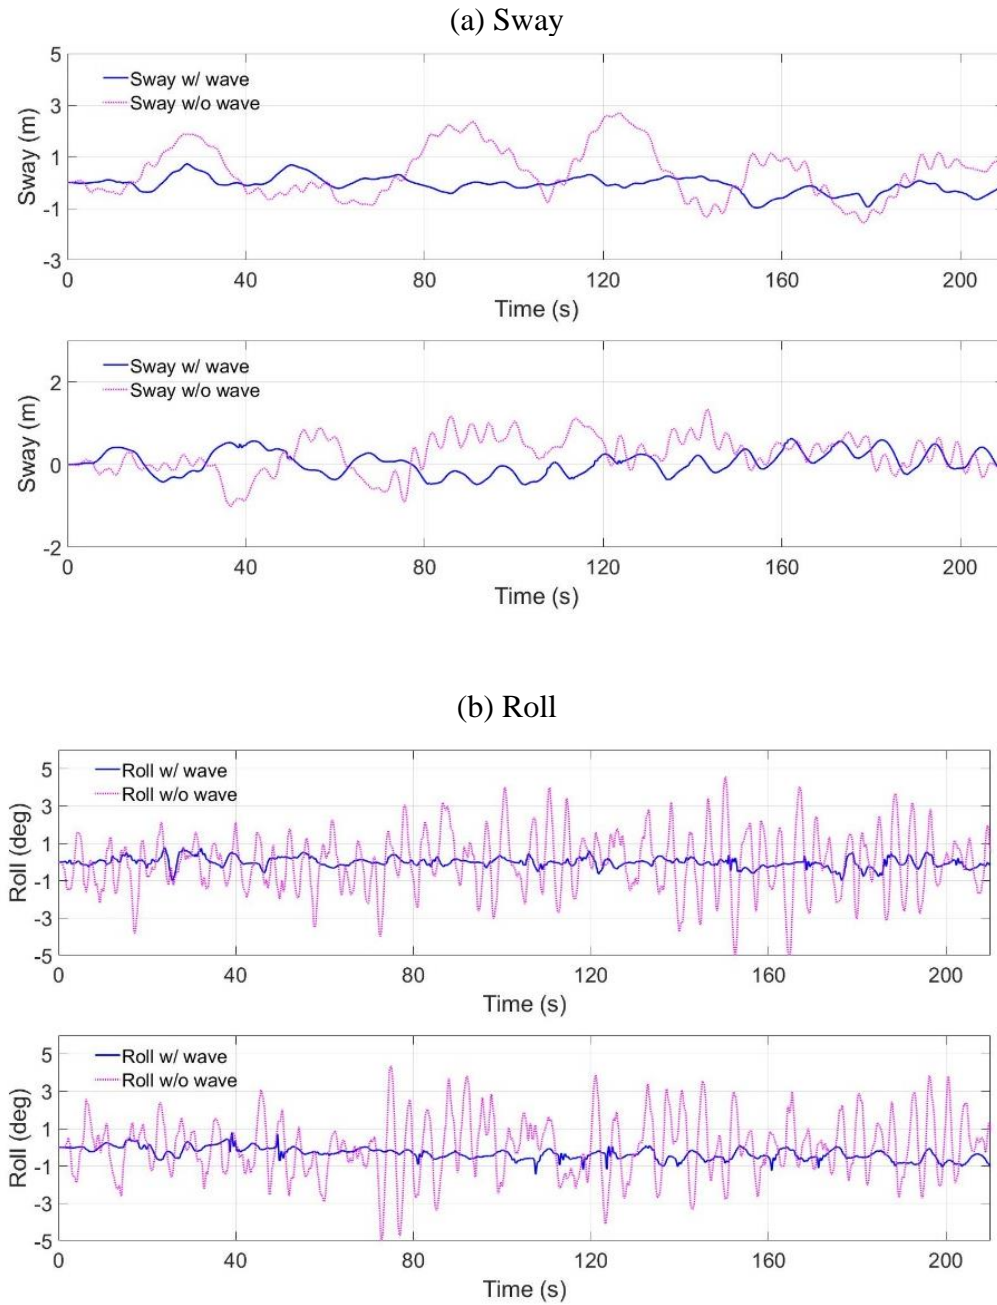 (a) Sway
5
3
1
-1
-3
Sway (m)
Sway w/ wave
Sway w/o wave
0 40 80 120 160 200
Time (s)
2
0
-2
Sway (m)
Sway w/ wave
Sway w/o wave
0 40 80 120 160 200
Time (s)
(b) Roll
5
3
1
-1
-3
-5
Roll (deg)
Roll w/ wave
Roll w/o wave
0 40 80 120 160 200
Time (s)
5
3
1
-1
-3
-5
Roll (deg)
Roll w/ wave
Roll w/o wave
0 40 80 120 160 200
Time (s)